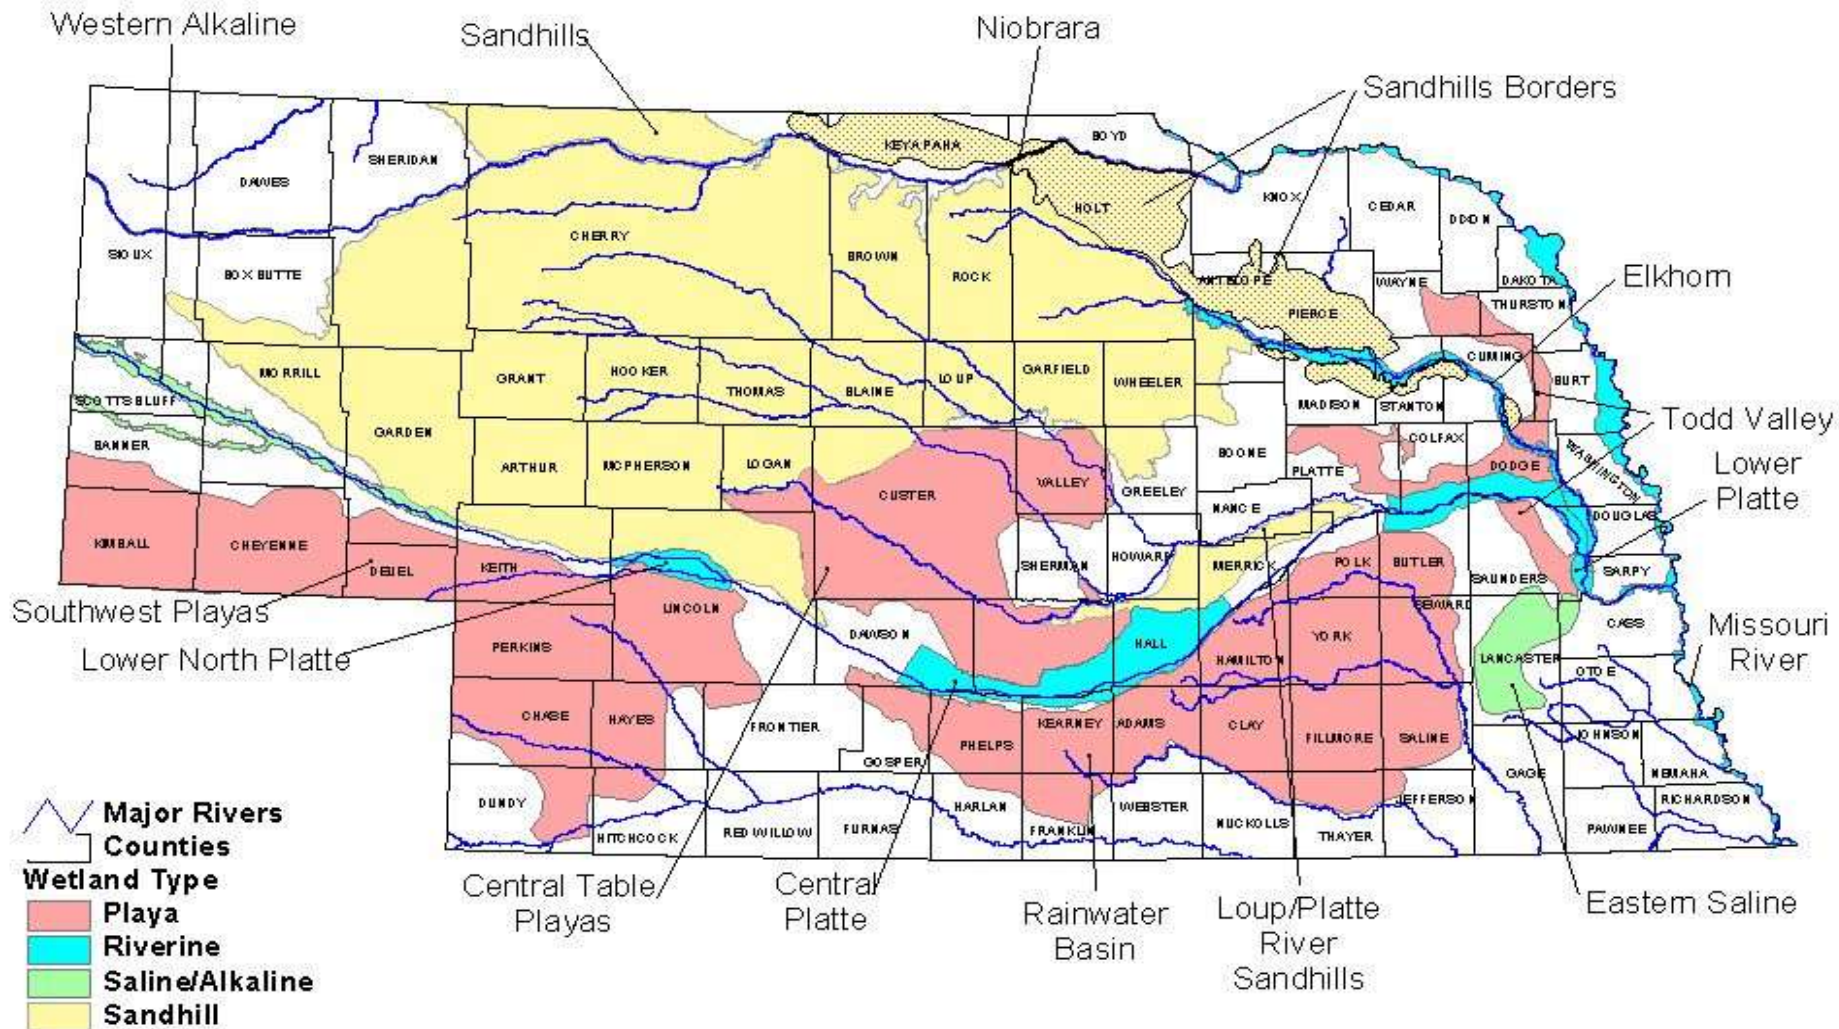 Western Alkaline
Sandhills
Niobrara
Sandhills Borders
BOYD
KEYAPAHA
SHERIDAN
DAWES
KNOX
CEDAR
DIXON
HOLT
CHERRY
SIOUX
BOX BUTTE
BROWN
ROCK
ANTELOPE
WAYNE
DAKOTA
THURSTON
Elkhorn
PIERCE
CUMING
BURT
MORRILL
GRANT
HOOKER
THOMAS
BLAINE
LOUP
GARFIELD
WHEELER
SCOTTSBLUFF
MADISON
STANTON
Todd Valley
BANNER
GARDEN
ARTHUR
MCPHERSON
LOGAN
CUSTER
VALLEY
GREELEY
BOONE
PLATTE
COLFAX
DODGE
WASHINGTON
Lower
Platte
NANCE
DOUGLAS
KIMBALL
CHEYENNE
DEUEL
KEITH
SHERMAN
HOWARD
MERRICK
POLK
BUTLER
SAUNDERS
SARPY
Southwest Playas
LINCOLN
DAWSON
HALL
SEWARD
CASS
Missouri
River
Lower North Platte
PERKINS
HAMILTON
YORK
LANCASTER
OTOE
CHASE
HAYES
FRONTIER
GOSPER
PHELPS
KEARNEY
ADAMS
CLAY
FILLMORE
SALINE
JOHNSON
NEMAHA
GAGE
DUNDY
HITCHCOCK
RED WILLOW
FURNAS
HARLAN
FRANKLIN
WEBSTER
NUCKOLLS
THAYER
JEFFERSON
PAWNEE
RICHARDSON
Major Rivers
Counties
Wetland Type
Playa
Riverine
Saline/Alkaline
Sandhill
Central Table
Playas
Central
Platte
Rainwater
Basin
Loup/Platte
River
Sandhills
Eastern Saline